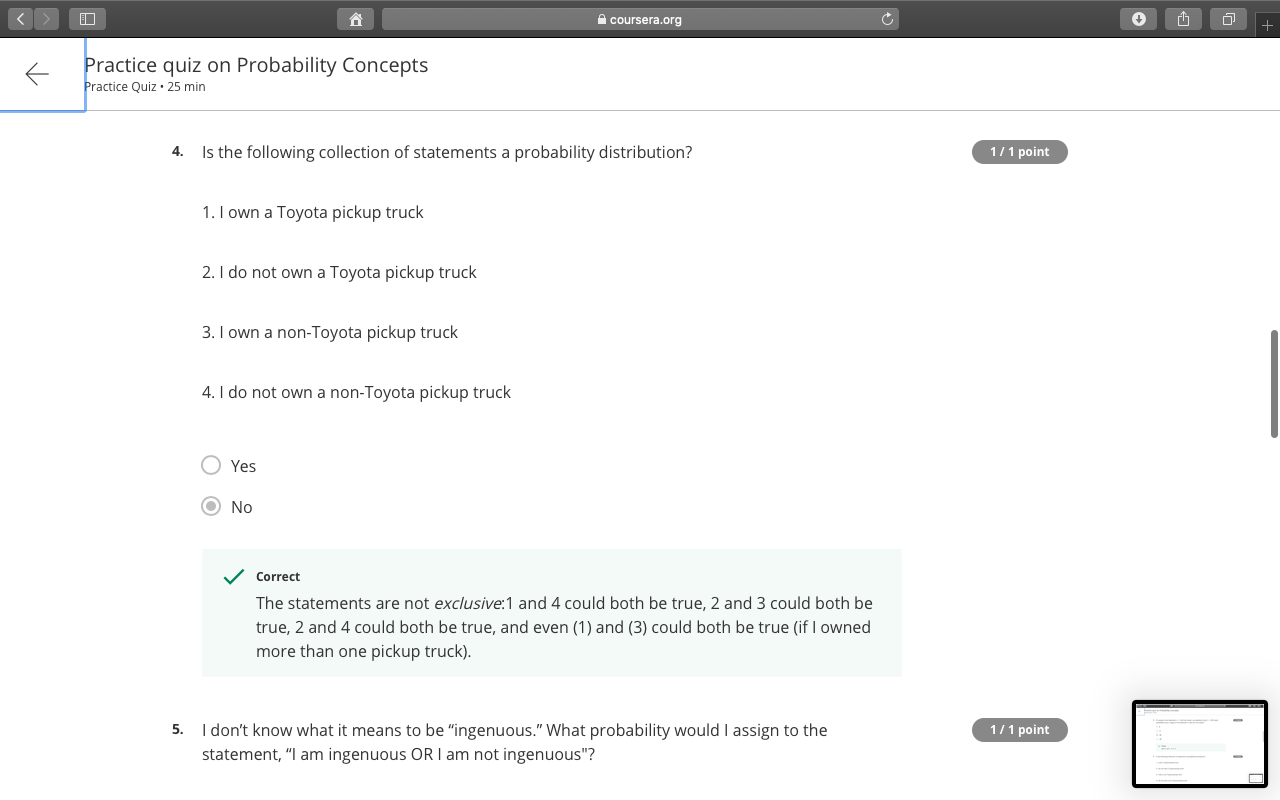 coursera.org
Practice quiz on Probability Concepts
Practice Quiz • 25 min
4. Is the following collection of statements a probability distribution?
1 / 1 point
1. I own a Toyota pickup truck
2. I do not own a Toyota pickup truck
3. I own a non-Toyota pickup truck
4. I do not own a non-Toyota pickup truck
Yes
No
Correct
The statements are not exclusive:1 and 4 could both be true, 2 and 3 could both be
true, 2 and 4 could both be true, and even (1) and (3) could both be true (if I owned
more than one pickup truck).
5. I don’t know what it means to be “ingenuous.” What probability would I assign to the
statement, “I am ingenuous OR I am not ingenuous"?
1 / 1 point